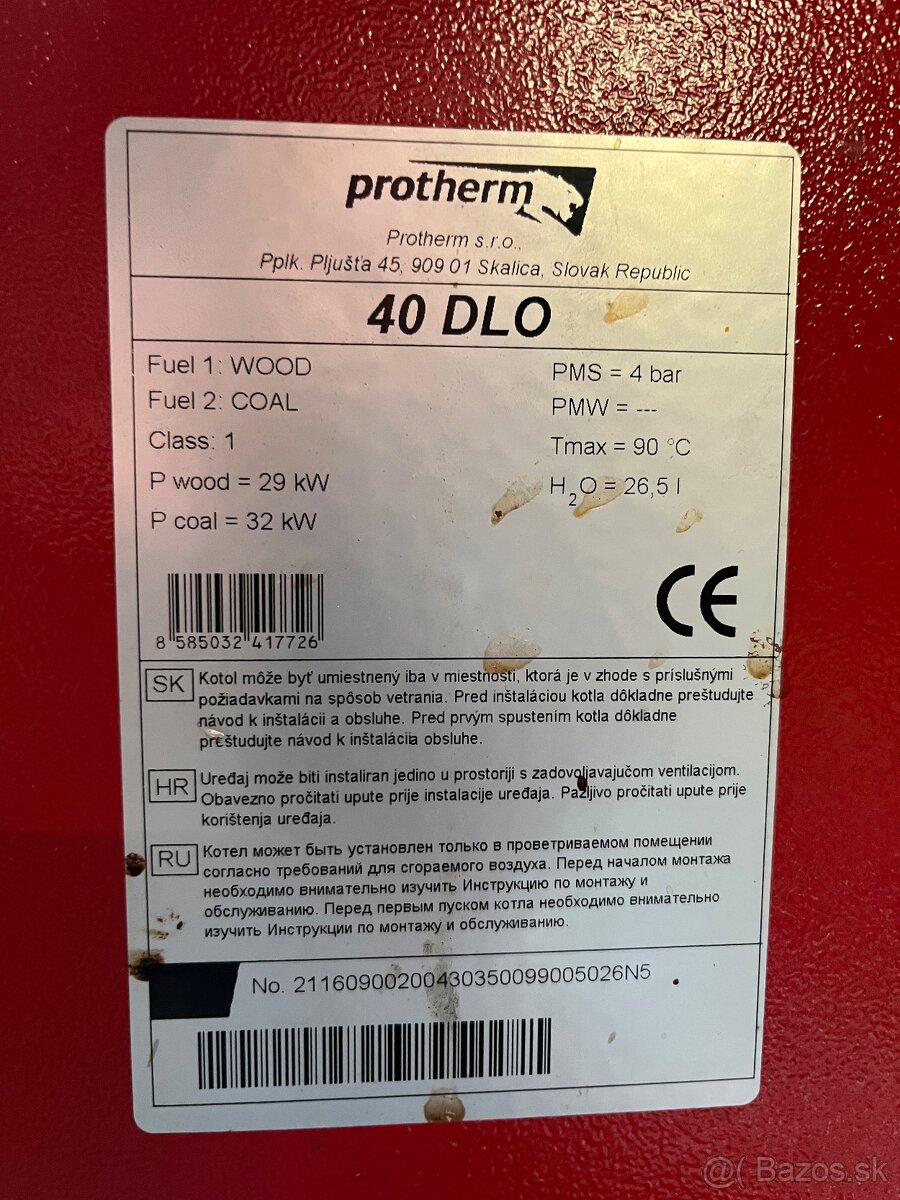 protherm
Protherm s.r.o.,
Pplk. Pljušťa 45, 909 01 Skalica, Slovak Republic
40 DLO
Fuel 1: WOOD
Fuel 2: COAL
Class: 1
P wood = 29 kW
P coal = 32 kW
PMS = 4 bar
PMW = ---
Tmax = 90 °C
H2O = 26,5 l
CE
8 585032 417726
SK
Kotol môže byť umiestnený iba v miestnosti, ktorá je v zhode s príslušnými
požiadavkami na spôsob vetrania. Pred inštaláciou kotla dôkladne preštudujte
návod k inštalácii a obsluhe. Pred prvým spustením kotla dôkladne
preštudujte návod k inštalácii a obsluhe.
HR
Uređaj može biti instaliran jedino u prostoriji s zadovoljavajučom ventilacijom.
Obavezno pročitati upute prije instalacije uređaja. Pažljivo pročitati upute prije
korištenja uređaja.
RU
Котел может быть установлен только в проветриваемом помещении
согласно требований для сгораемого воздуха. Перед началом монтажа
необходимо внимательно изучить Инструкцию по монтажу и
обслуживанию. Перед первым пуском котла необходимо внимательно
изучить Инструкции по монтажу и обслуживанию.
No. 2116090020043035009900​5026N5
@( Bazos.sk